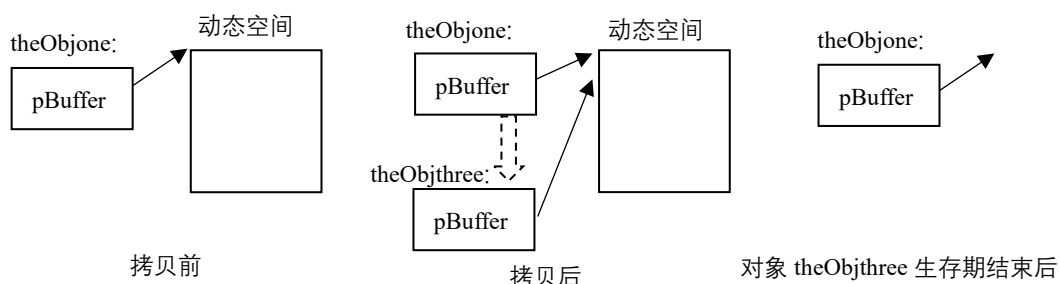 theObjone:
动态空间
pBuffer
拷贝前
theObjone:
动态空间
pBuffer
theObjthree:
pBuffer
拷贝后
theObjone:
pBuffer
对象 theObjthree 生存期结束后